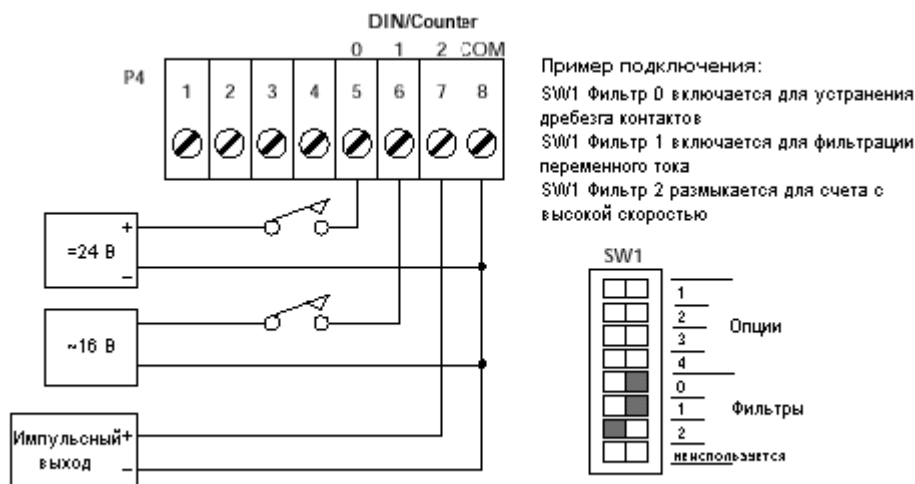 DIN/Counter
0 1 2 COM
P4
1 2 3 4 5 6 7 8
+
=24 В
–
~16 В
Импульсный+
выход –
Пример подключения:
SW1 Фильтр 0 включается для устранения
дребезга контактов
SW1 Фильтр 1 включается для фильтрации
переменного тока
SW1 Фильтр 2 размыкается для счета с
высокой скоростью
SW1
1
2
3
4
Опции
0
1
2
Фильтры
неиспользуется